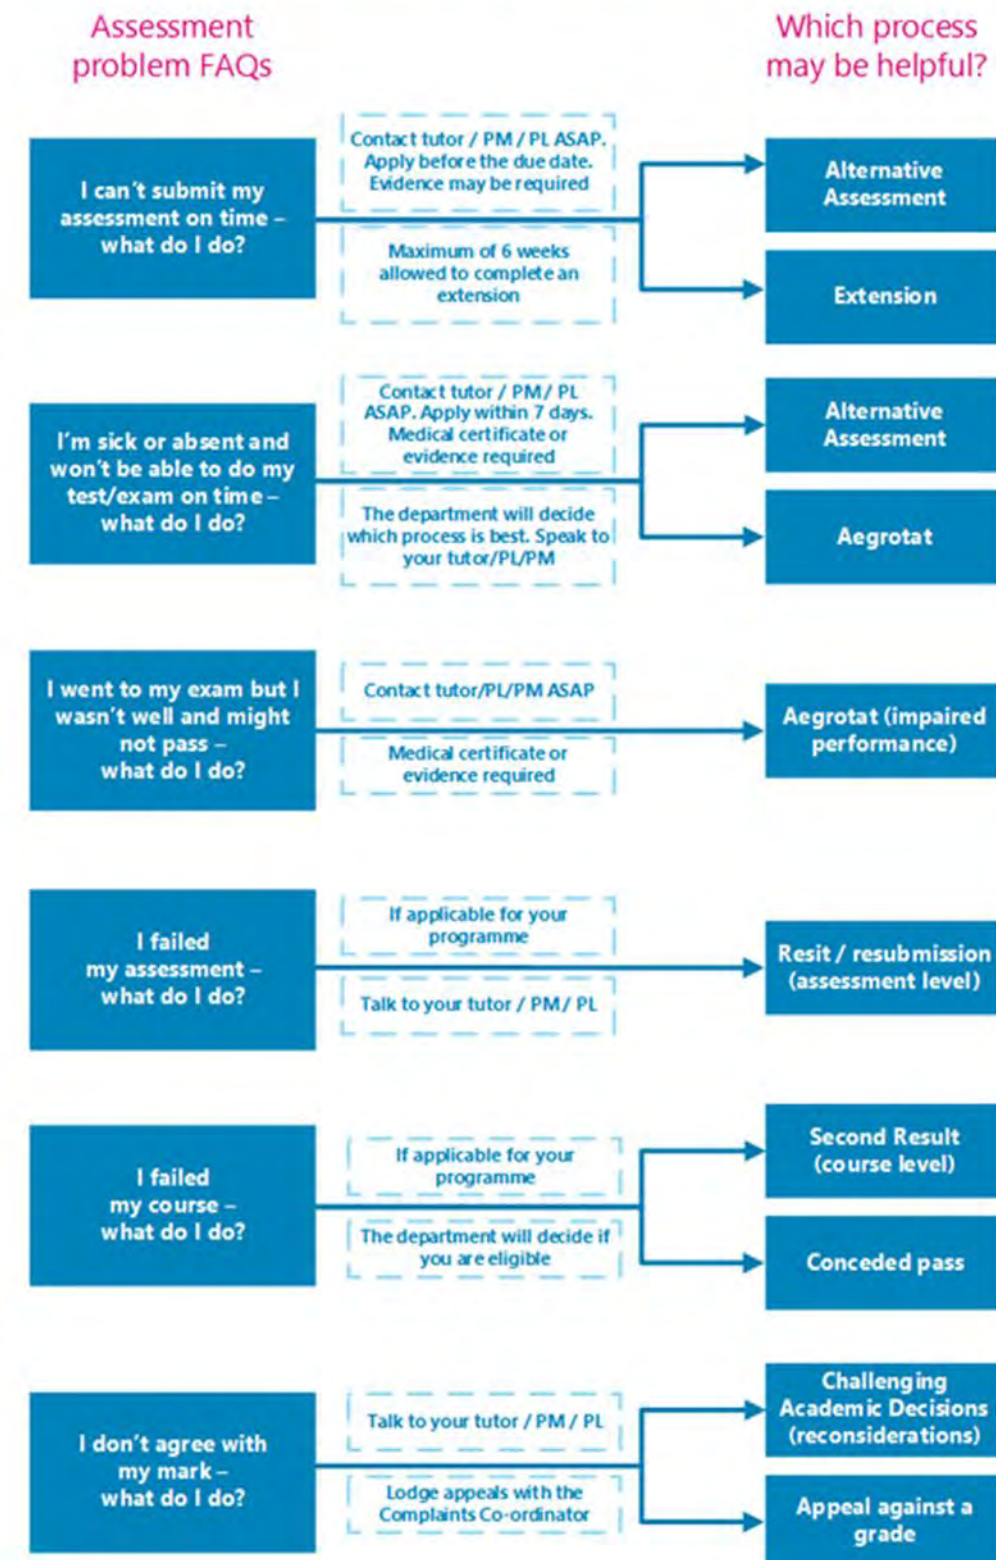 Assessment
problem FAQs
Which process
may be helpful?
I can't submit my
assessment on time –
what do I do?
Contact tutor / PM / PL ASAP.
Apply before the due date.
Evidence may be required
Maximum of 6 weeks
allowed to complete an
extension
Alternative
Assessment
Extension
I'm sick or absent and
won't be able to do my
test/exam on time –
what do I do?
Contact tutor / PM/ PL
ASAP. Apply within 7 days.
Medical certificate or
evidence required
The department will decide
which process is best. Speak to
your tutor/PL/PM
Alternative
Assessment
Aegrotat
I went to my exam but I
wasn't well and might
not pass –
what do I do?
Contact tutor/PL/PM ASAP
Medical certificate or
evidence required
Aegrotat (impaired
performance)
I failed
my assessment –
what do I do?
If applicable for your
programme
Talk to your tutor / PM/ PL
Resit / resubmission
(assessment level)
I failed
my course –
what do I do?
If applicable for your
programme
The department will decide if
you are eligible
Second Result
(course level)
Conceded pass
I don't agree with
my mark –
what do I do?
Talk to your tutor / PM / PL
Lodge appeals with the
Complaints Co-ordinator
Challenging
Academic Decisions
(reconsiderations)
Appeal against a
grade